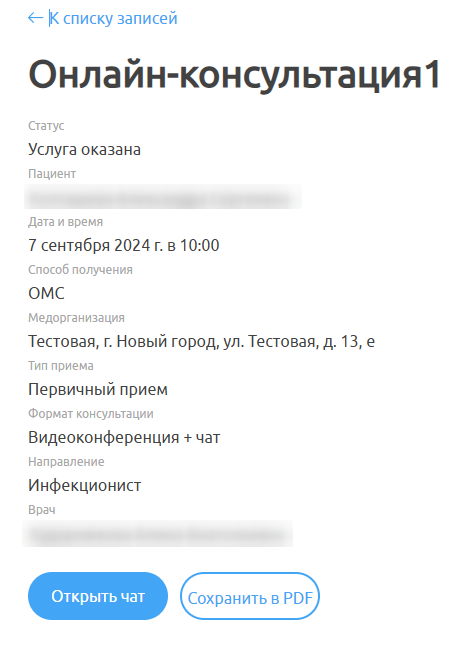 ← К списку записей
Онлайн-консультация1
Статус
Услуга оказана
Пациент
Дата и время
7 сентября 2024 г. в 10:00
Способ получения
ОМС
Медорганизация
Тестовая, г. Новый город, ул. Тестовая, д. 13, е
Тип приема
Первичный прием
Формат консультации
Видеоконференция + чат
Направление
Инфекционист
Врач
Открыть чат
Сохранить в PDF